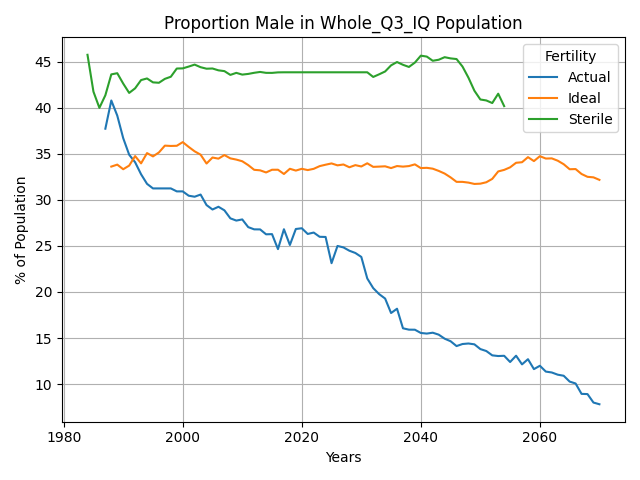 Proportion Male in Whole_Q3_IQ Population
% of Population
45
40
35
30
25
20
15
10
1980
2000
2020
2040
2060
Years
Fertility
Actual
Ideal
Sterile